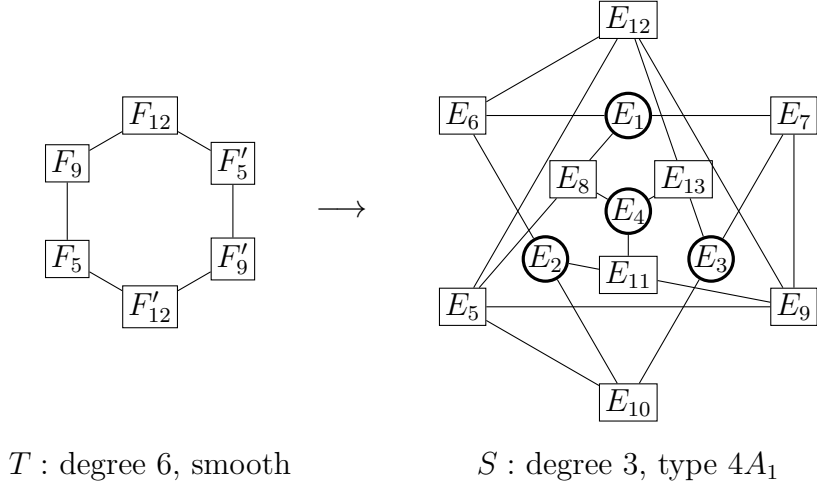 E₁₂
F₁₂ E₆ E₁ E₇
F₉ F′₅ E₈ E₁₃
⟶ E₄
F₅ F′₉ E₂ E₁₁ E₃
F′₁₂ E₅ E₉
E₁₀
T : degree 6, smooth S : degree 3, type 4A₁